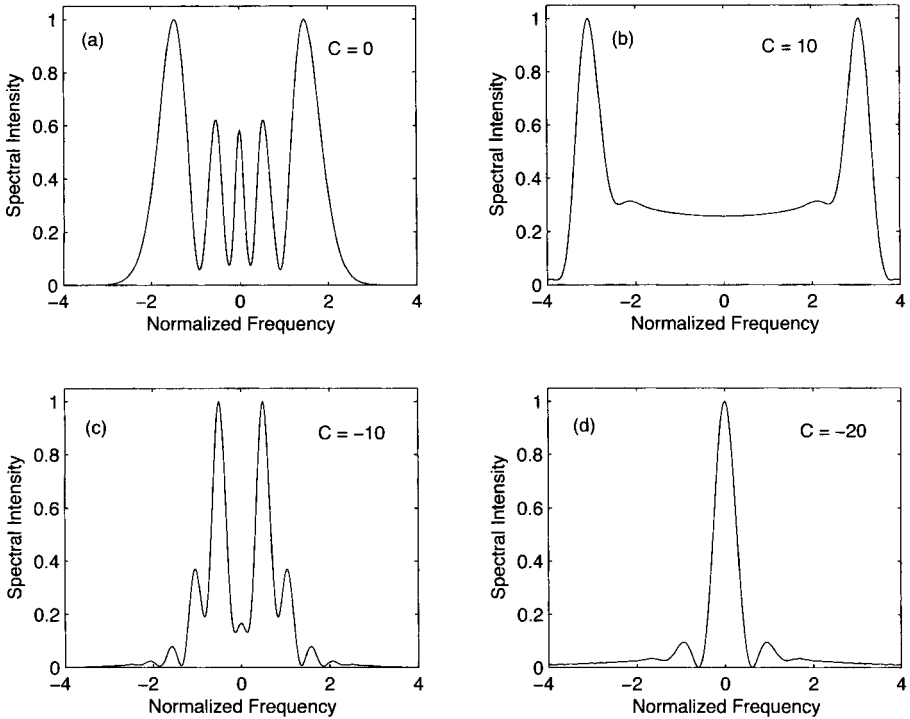 (a)
C = 0
Spectral Intensity
1
0.8
0.6
0.4
0.2
0
−4
−2
0
2
4
Normalized Frequency
(b)
C = 10
Spectral Intensity
1
0.8
0.6
0.4
0.2
0
−4
−2
0
2
4
Normalized Frequency
(c)
C = −10
Spectral Intensity
1
0.8
0.6
0.4
0.2
0
−4
−2
0
2
4
Normalized Frequency
(d)
C = −20
Spectral Intensity
1
0.8
0.6
0.4
0.2
0
−4
−2
0
2
4
Normalized Frequency